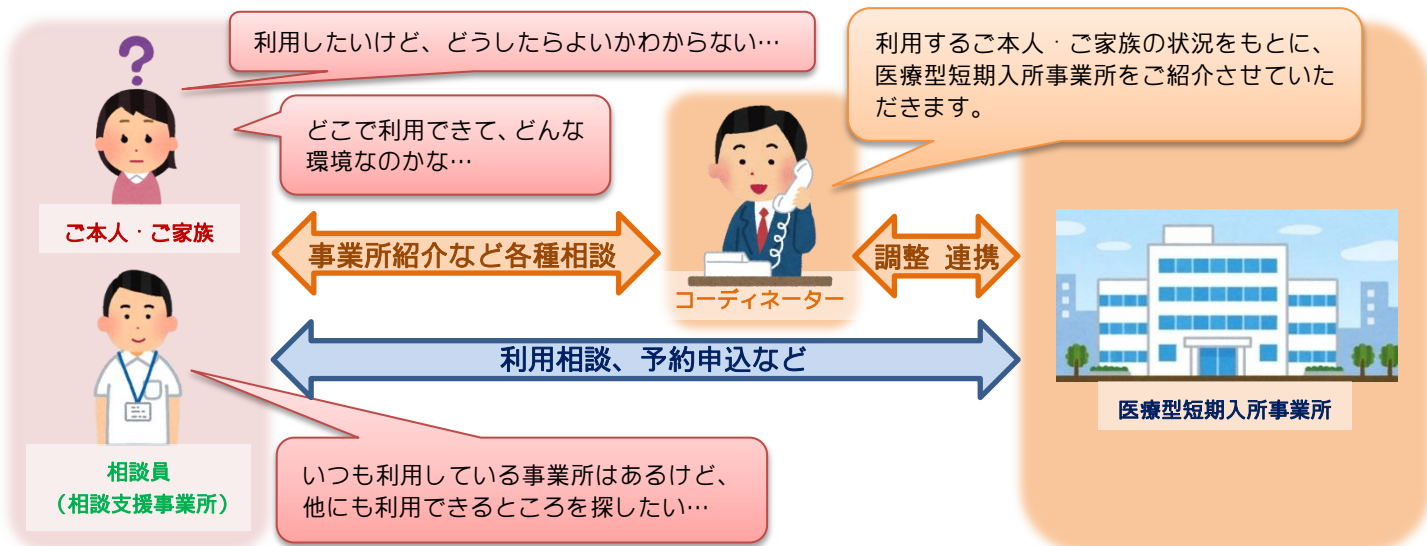 ?
利用したいけど、どうしたらよいかわからない…
どこで利用できて、どんな
環境なのかな…
ご本人・ご家族
利用するご本人・ご家族の状況をもとに、
医療型短期入所事業所をご紹介させていた
だきます。
事業所紹介など各種相談
コーディネーター
調整 連携
利用相談、予約申込など
医療型短期入所事業所
相談員
（相談支援事業所）
いつも利用している事業所はあるけど、
他にも利用できるところを探したい…